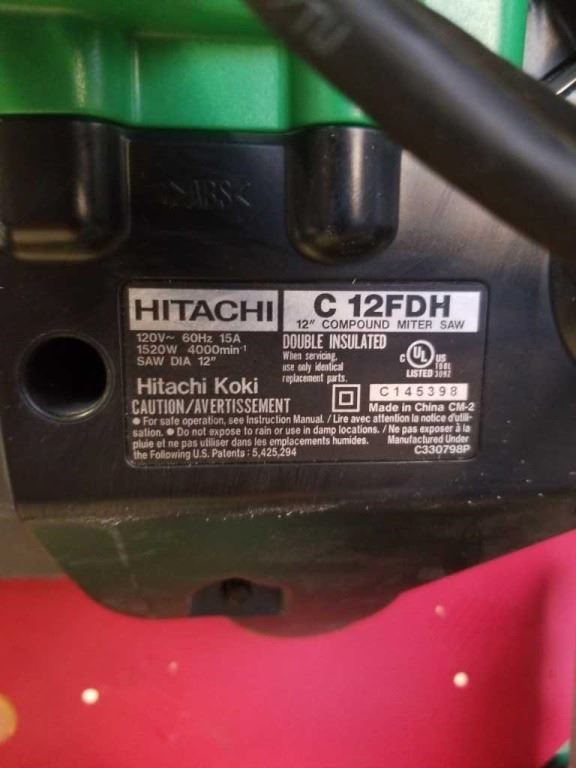 >ABS<
HITACHI
C 12FDH
12" COMPOUND MITER SAW
120V~ 60Hz 15A
1520W 4000min⁻¹
SAW DIA 12"
Hitachi Koki
DOUBLE INSULATED
When servicing,
use only identical
replacement parts.
C UL US
LISTED
C145398
CAUTION/AVERTISSEMENT
Made in China CM-2
● For safe operation, see Instruction Manual. / Lire avec attention la notice d'utili-
sation. ● Do not expose to rain or use in damp locations. / Ne pas exposer à la
pluie et ne pas utiliser dans les emplacements humides.
Manufactured Under
the Following U.S. Patents : 5,425,294
C330798P